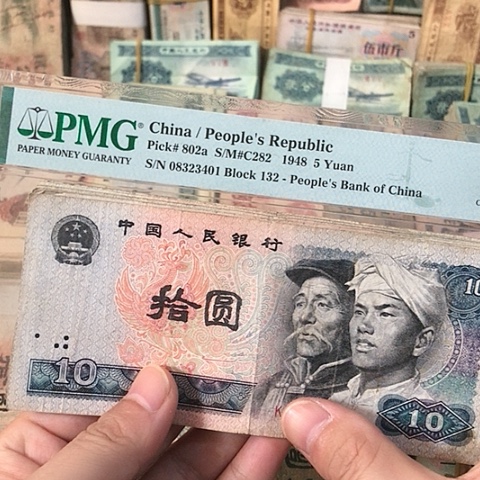 伍市斤
PMG
PAPER MONEY GUARANTY
China / People's Republic
Pick# 802a S/M#C282 1948 5 Yuan
S/N 08323401 Block 132 - People's Bank of China
中国人民银行
拾圆
10
10
10